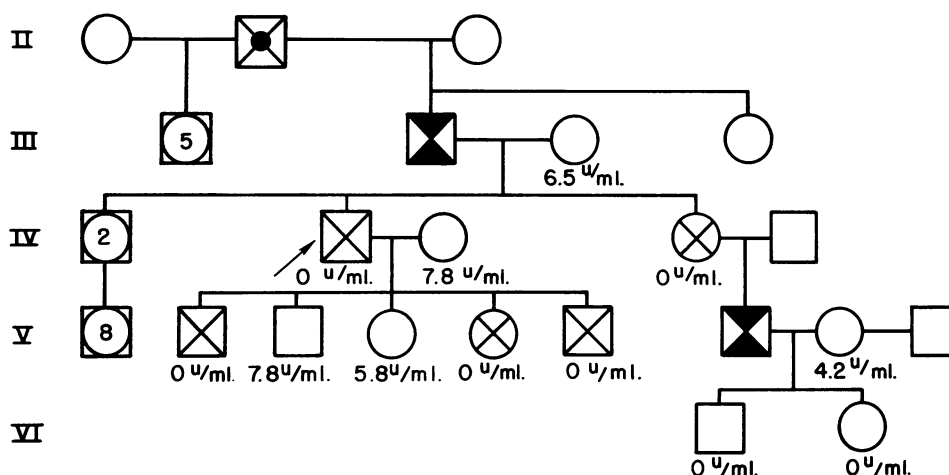 II
III
5
6.5 u/ml.
IV
2
0 u/ml.
7.8 u/ml.
0 u/ml.
V
8
0 u/ml.
7.8 u/ml.
5.8 u/ml.
0 u/ml.
0 u/ml.
4.2 u/ml.
VI
0 u/ml.
0 u/ml.